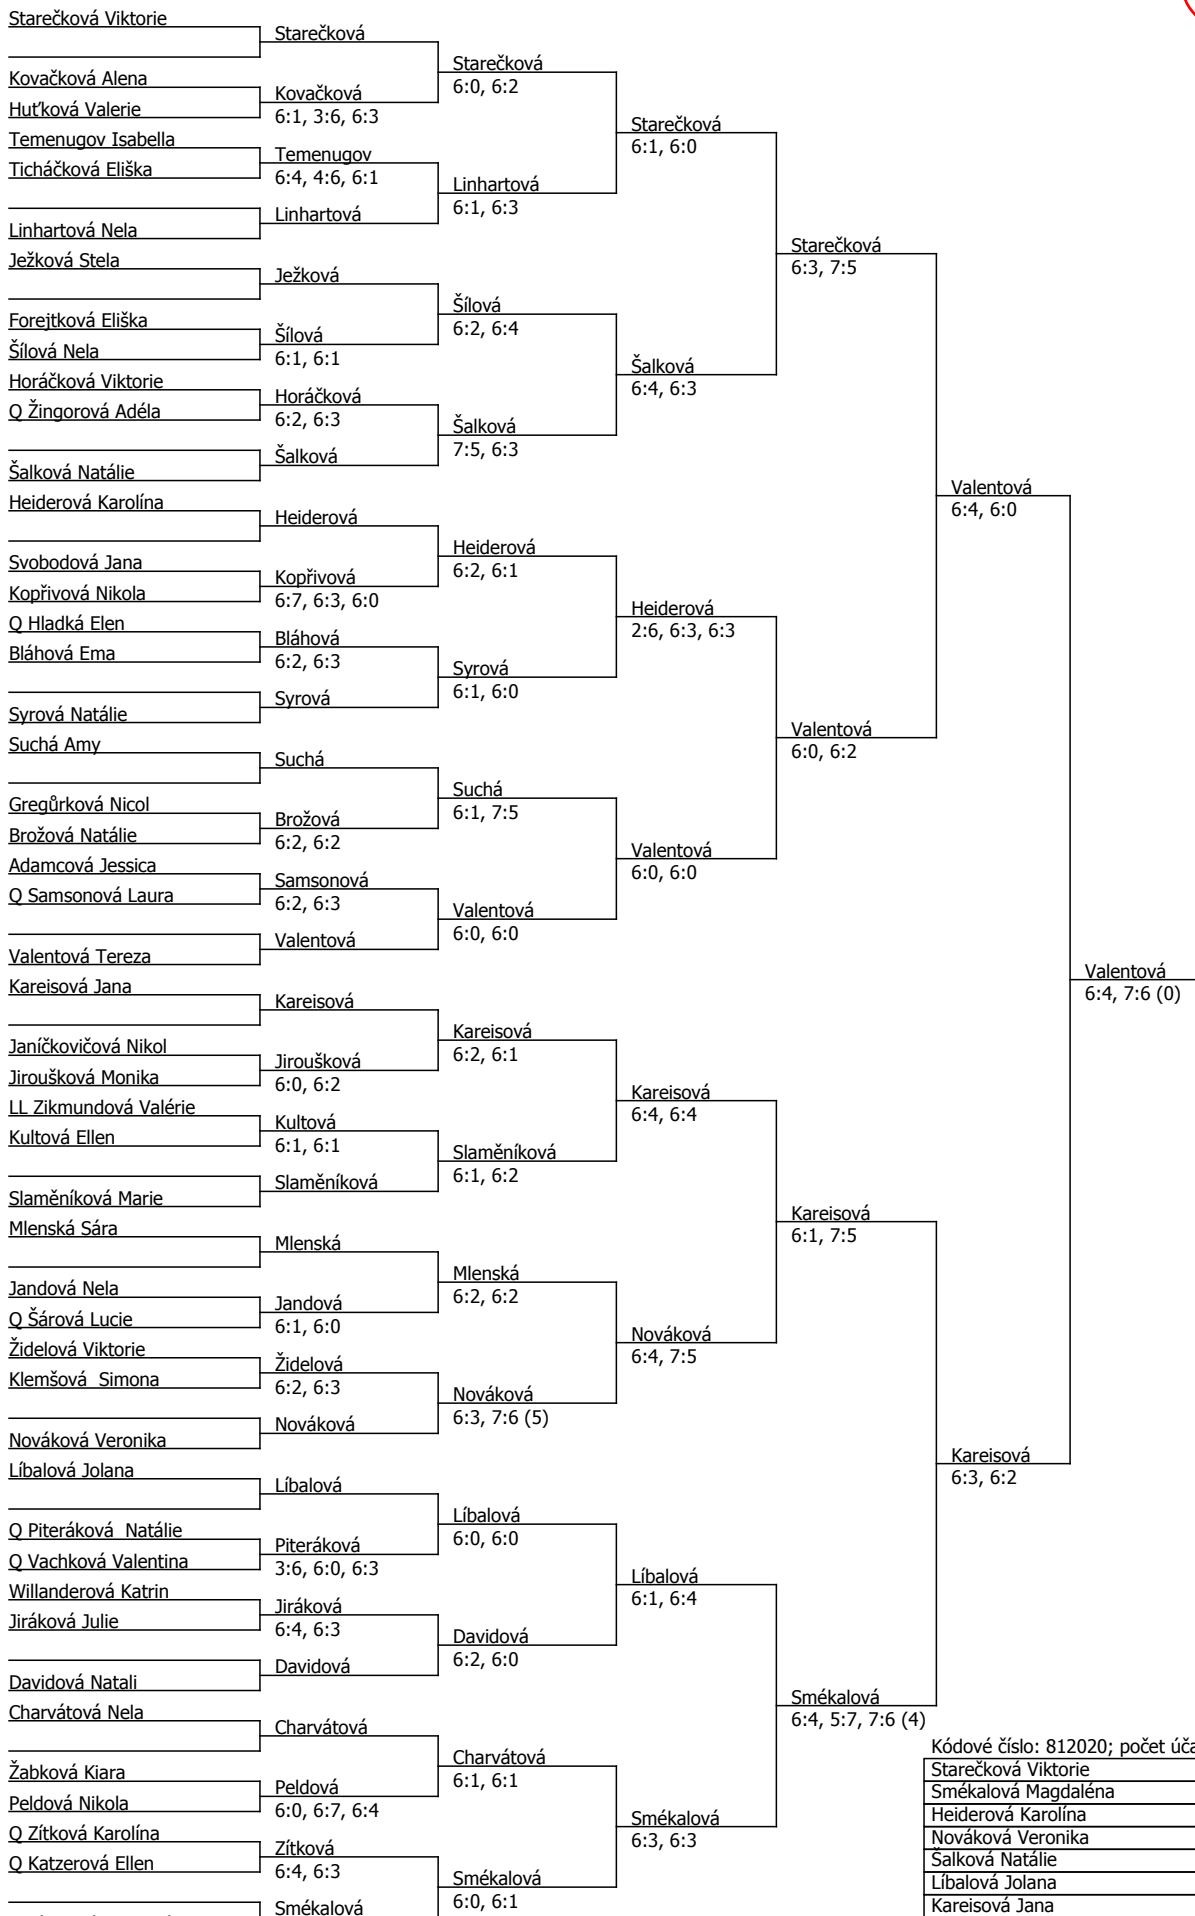 Starečková Viktorie
Kovačková Alena
Huťková Valerie
Temenugov Isabella
Ticháčková Eliška
Linhartová Nela
Ježková Stela
Forejtková Eliška
Šílová Nela
Horáčková Viktorie
Q Žingorová Adéla
Šalková Natálie
Heiderová Karolína
Svobodová Jana
Kopřivová Nikola
Q Hladká Elen
Bláhová Ema
Syrová Natálie
Suchá Amy
Gregůrková Nicol
Brožová Natálie
Adamcová Jessica
Q Samsonová Laura
Valentová Tereza
Kareisová Jana
Janíčkovičová Nikol
Jiroušková Monika
LL Zikmundová Valérie
Kultová Ellen
Slaměníková Marie
Mlenská Sára
Jandová Nela
Q Šárová Lucie
Židelová Viktorie
Klemšová  Simona
Nováková Veronika
Líbalová Jolana
Q Piteráková  Natálie
Q Vachková Valentina
Willanderová Katrin
Jiráková Julie
Davidová Natali
Charvátová Nela
Žabková Kiara
Peldová Nikola
Q Zítková Karolína
Q Katzerová Ellen
Starečková
Kovačková
6:1, 3:6, 6:3
Temenugov
6:4, 4:6, 6:1
Linhartová
Ježková
Šílová
6:1, 6:1
Horáčková
6:2, 6:3
Šalková
Heiderová
Kopřivová
6:7, 6:3, 6:0
Bláhová
6:2, 6:3
Syrová
Suchá
Brožová
6:2, 6:2
Samsonová
6:2, 6:3
Valentová
Kareisová
Jiroušková
6:0, 6:2
Kultová
6:1, 6:1
Slaměníková
Mlenská
Jandová
6:1, 6:0
Židelová
6:2, 6:3
Nováková
Líbalová
Piteráková
3:6, 6:0, 6:3
Jiráková
6:4, 6:3
Davidová
Charvátová
Peldová
6:0, 6:7, 6:4
Zítková
6:4, 6:3
Smékalová
Starečková
6:0, 6:2
Linhartová
6:1, 6:3
Šílová
6:2, 6:4
Šalková
7:5, 6:3
Heiderová
6:2, 6:1
Syrová
6:1, 6:0
Suchá
6:1, 7:5
Valentová
6:0, 6:0
Kareisová
6:2, 6:1
Slaměníková
6:1, 6:2
Mlenská
6:2, 6:2
Nováková
6:3, 7:6 (5)
Líbalová
6:0, 6:0
Davidová
6:2, 6:0
Charvátová
6:1, 6:1
Smékalová
6:0, 6:1
Starečková
6:1, 6:0
Šalková
6:4, 6:3
Heiderová
2:6, 6:3, 6:3
Valentová
6:0, 6:0
Kareisová
6:4, 6:4
Nováková
6:4, 7:5
Líbalová
6:1, 6:4
Smékalová
6:3, 6:3
Starečková
6:3, 7:5
Valentová
6:0, 6:2
Kareisová
6:1, 7:5
Smékalová
6:4, 5:7, 7:6 (4)
Valentová
6:4, 6:0
Kareisová
6:3, 6:2
Valentová
6:4, 7:6 (0)
Kódové číslo: 812020; počet úča
Starečková Viktorie
Smékalová Magdaléna
Heiderová Karolína
Nováková Veronika
Šalková Natálie
Líbalová Jolana
Kareisová Jana